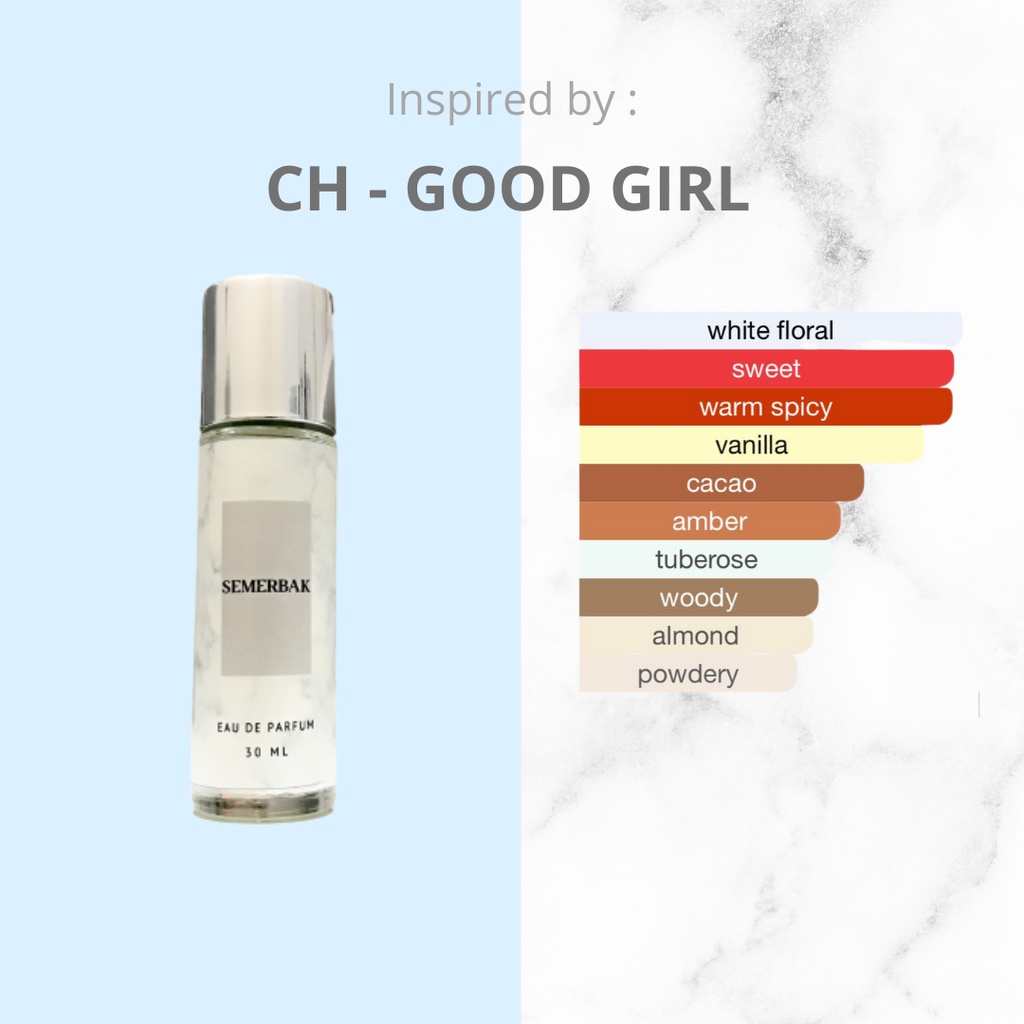 Inspired by :
CH - GOOD GIRL
SEMERBAK
EAU DE PARFUM
30 ML
white floral
sweet
warm spicy
vanilla
cacao
amber
tuberose
woody
almond
powdery